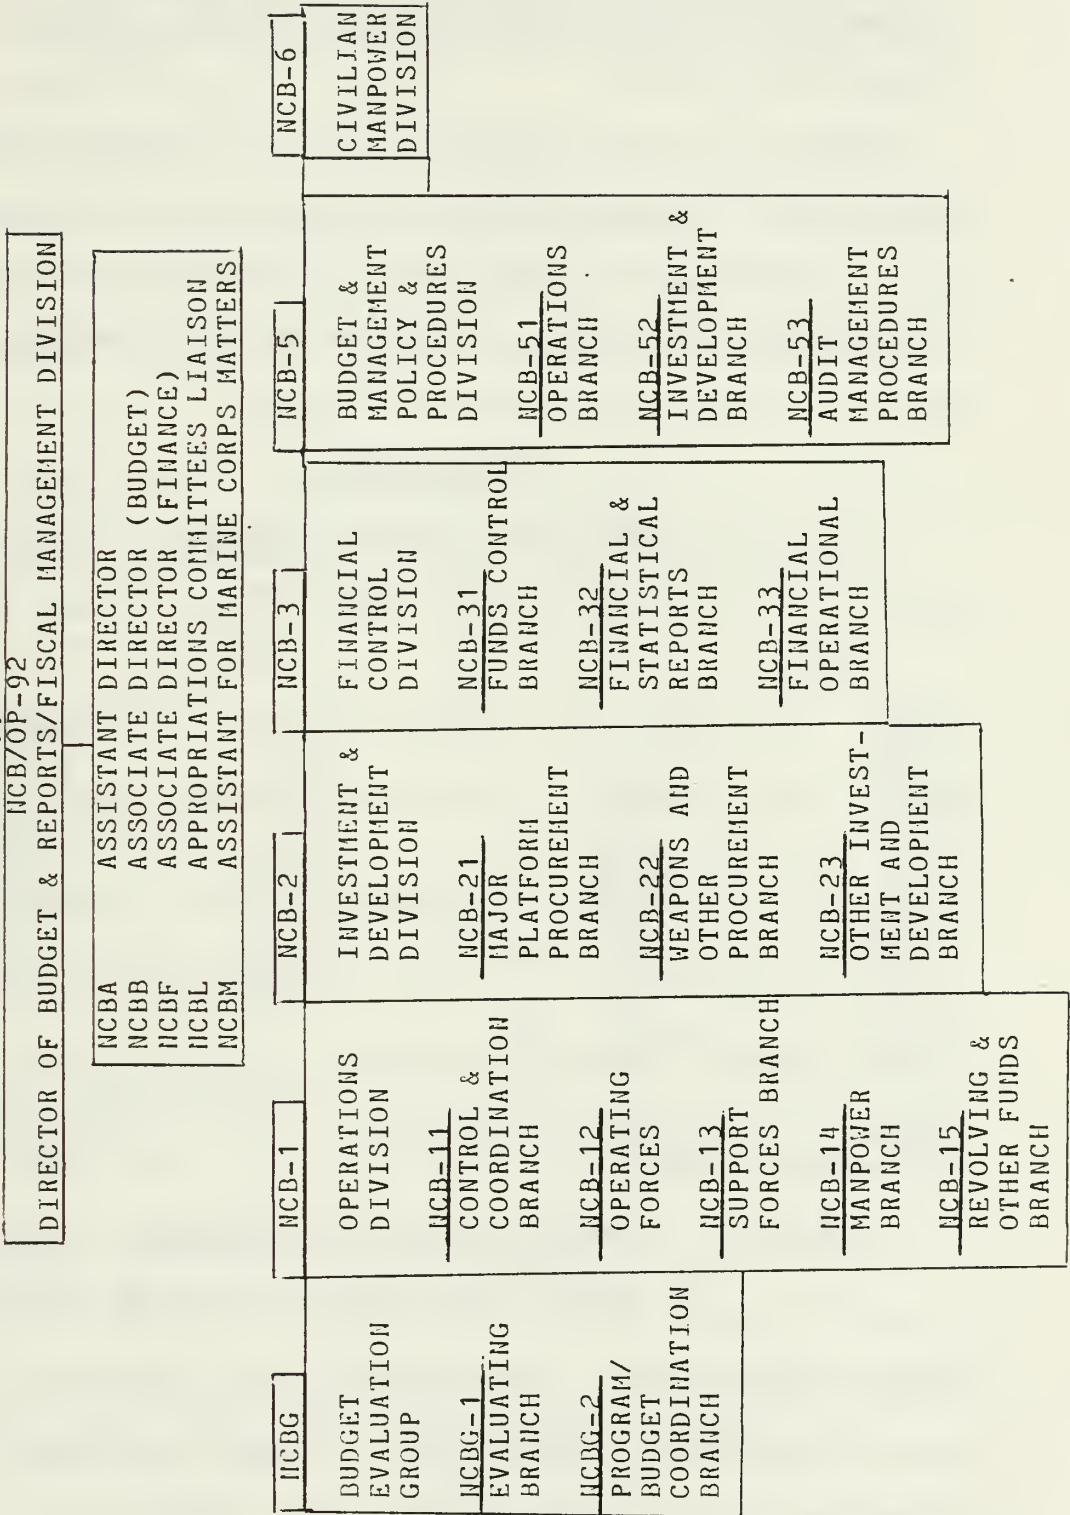 NCB/OP-92
DIRECTOR OF BUDGET & REPORTS/FISCAL MANAGEMENT DIVISION
NCBA ASSISTANT DIRECTOR
NCBB ASSOCIATE DIRECTOR (BUDGET)
NCBF ASSOCIATE DIRECTOR (FINANCE)
NCBL APPROPRIATIONS COMMITTEES LIAISON
NCBM ASSISTANT FOR MARINE CORPS MATTERS
NCBG
BUDGET
EVALUATION
GROUP
NCBG-1
EVALUATING
BRANCH
NCBG-2
PROGRAM/
BUDGET
COORDINATION
BRANCH
NCB-1
OPERATIONS
DIVISION
NCB-11
CONTROL &
COORDINATION
BRANCH
NCB-12
OPERATING
FORCES
NCB-13
SUPPORT
FORCES BRANCH
NCB-14
MANPOWER
BRANCH
NCB-15
REVOLVING &
OTHER FUNDS
BRANCH
NCB-2
INVESTMENT &
DEVELOPMENT
DIVISION
NCB-21
MAJOR
PLATFORM
PROCUREMENT
BRANCH
NCB-22
WEAPONS AND
OTHER
PROCUREMENT
BRANCH
NCB-23
OTHER INVEST-
MENT AND
DEVELOPMENT
BRANCH
NCB-3
FINANCIAL
CONTROL
DIVISION
NCB-31
FUNDS CONTROL
BRANCH
NCB-32
FINANCIAL &
STATISTICAL
REPORTS
BRANCH
NCB-33
FINANCIAL
OPERATIONAL
BRANCH
NCB-5
BUDGET &
MANAGEMENT
POLICY &
PROCEDURES
DIVISION
NCB-51
OPERATIONS
BRANCH
NCB-52
INVESTMENT &
DEVELOPMENT
BRANCH
NCB-53
AUDIT
MANAGEMENT
PROCEDURES
BRANCH
NCB-6
CIVILIAN
MANPOWER
DIVISION